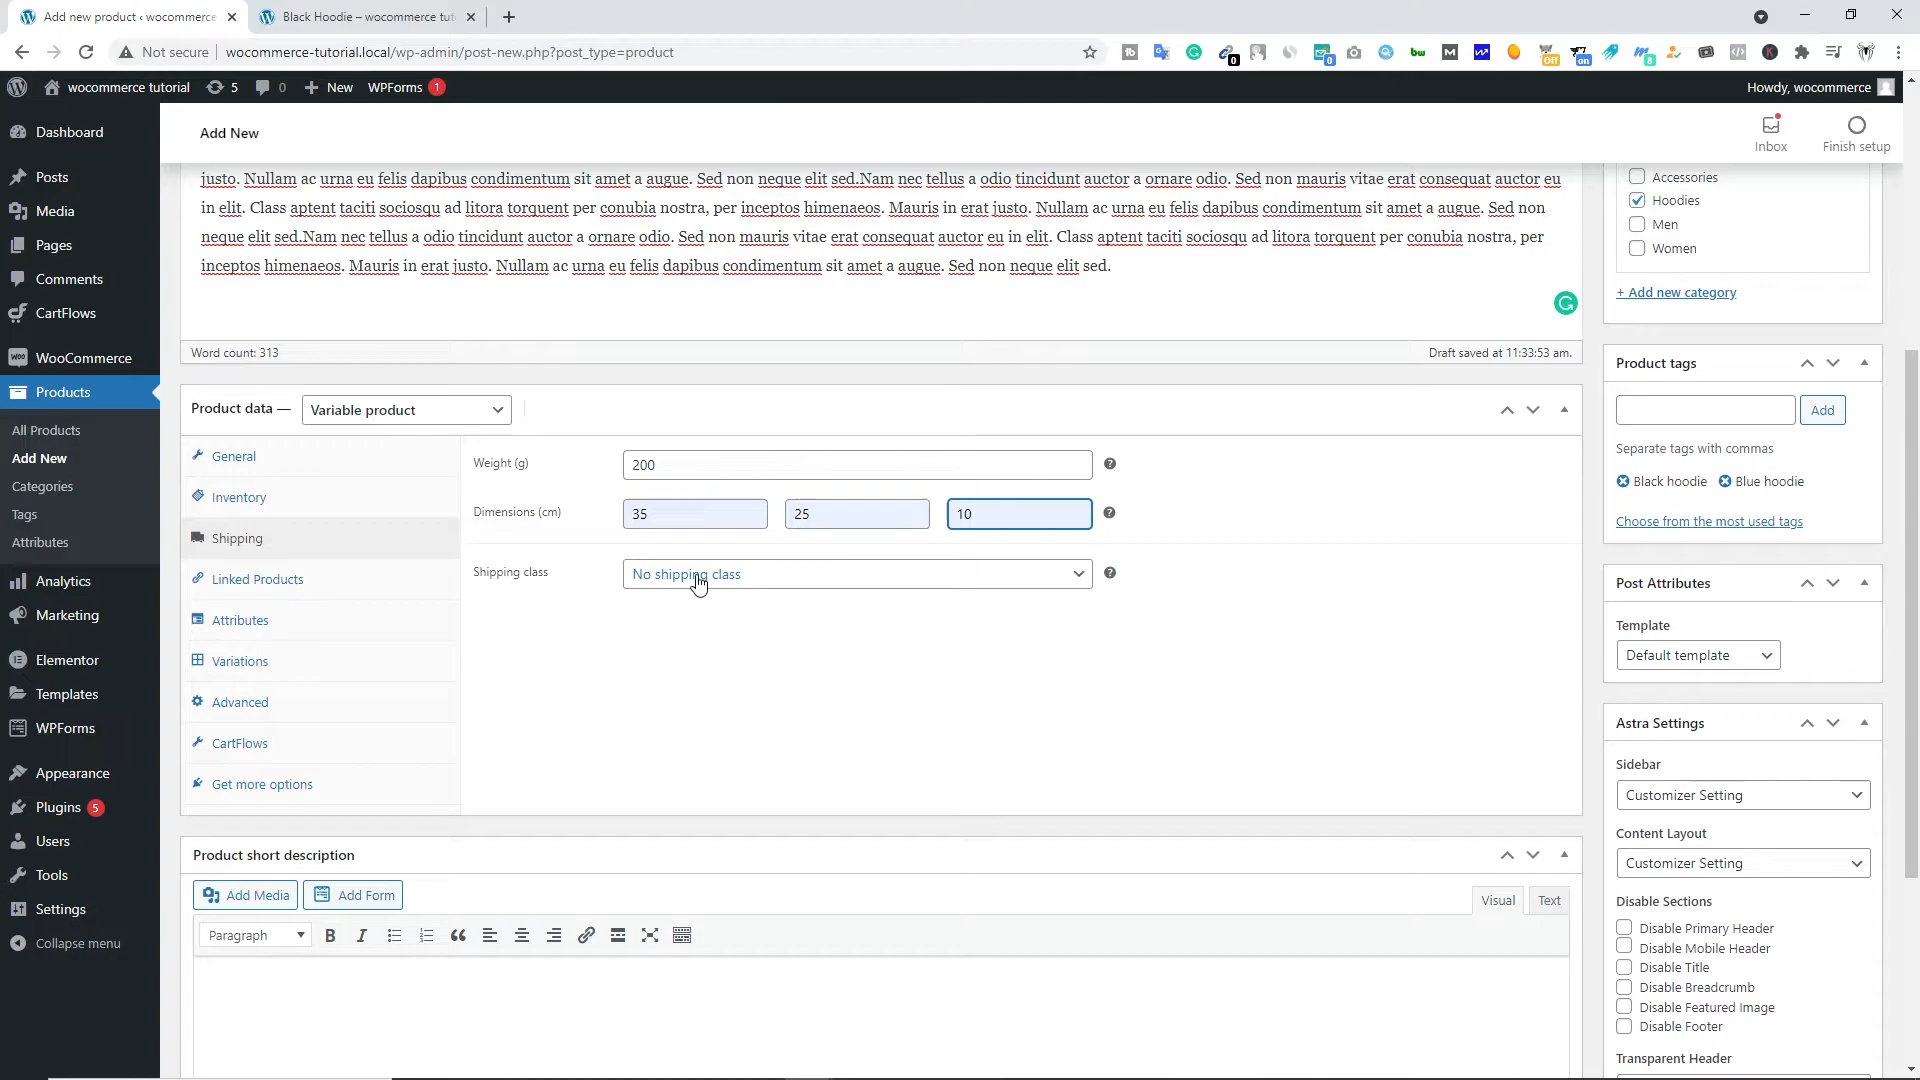 Add new product ‹ wocommerce
Black Hoodie – wocommerce tut
Not secure
wocommerce-tutorial.local/wp-admin/post-new.php?post_type=product
wocommerce tutorial
5
0
New
WPForms 1
Howdy, wocommerce
Dashboard
Posts
Media
Pages
Comments
CartFlows
WooCommerce
Products
All Products
Add New
Categories
Tags
Attributes
Analytics
Marketing
Elementor
Templates
WPForms
Appearance
Plugins 5
Users
Tools
Settings
Collapse menu
Add New
Inbox
Finish setup
justo. Nullam ac urna eu felis dapibus condimentum sit amet a augue. Sed non neque elit sed.Nam nec tellus a odio tincidunt auctor a ornare odio. Sed non mauris vitae erat consequat auctor eu
in elit. Class aptent taciti sociosqu ad litora torquent per conubia nostra, per inceptos himenaeos. Mauris in erat justo. Nullam ac urna eu felis dapibus condimentum sit amet a augue. Sed non
neque elit sed.Nam nec tellus a odio tincidunt auctor a ornare odio. Sed non mauris vitae erat consequat auctor eu in elit. Class aptent taciti sociosqu ad litora torquent per conubia nostra, per
inceptos himenaeos. Mauris in erat justo. Nullam ac urna eu felis dapibus condimentum sit amet a augue. Sed non neque elit sed.
Word count: 313
Draft saved at 11:33:53 am.
Product data —
Variable product
General
Inventory
Shipping
Linked Products
Attributes
Variations
Advanced
CartFlows
Get more options
Weight (g)
200
Dimensions (cm)
35
25
10
Shipping class
No shipping class
Product short description
Add Media
Add Form
Visual
Text
Paragraph
Accessories
Hoodies
Men
Women
+ Add new category
Product tags
Add
Separate tags with commas
Black hoodie
Blue hoodie
Choose from the most used tags
Post Attributes
Template
Default template
Astra Settings
Sidebar
Customizer Setting
Content Layout
Customizer Setting
Disable Sections
Disable Primary Header
Disable Mobile Header
Disable Title
Disable Breadcrumb
Disable Featured Image
Disable Footer
Transparent Header